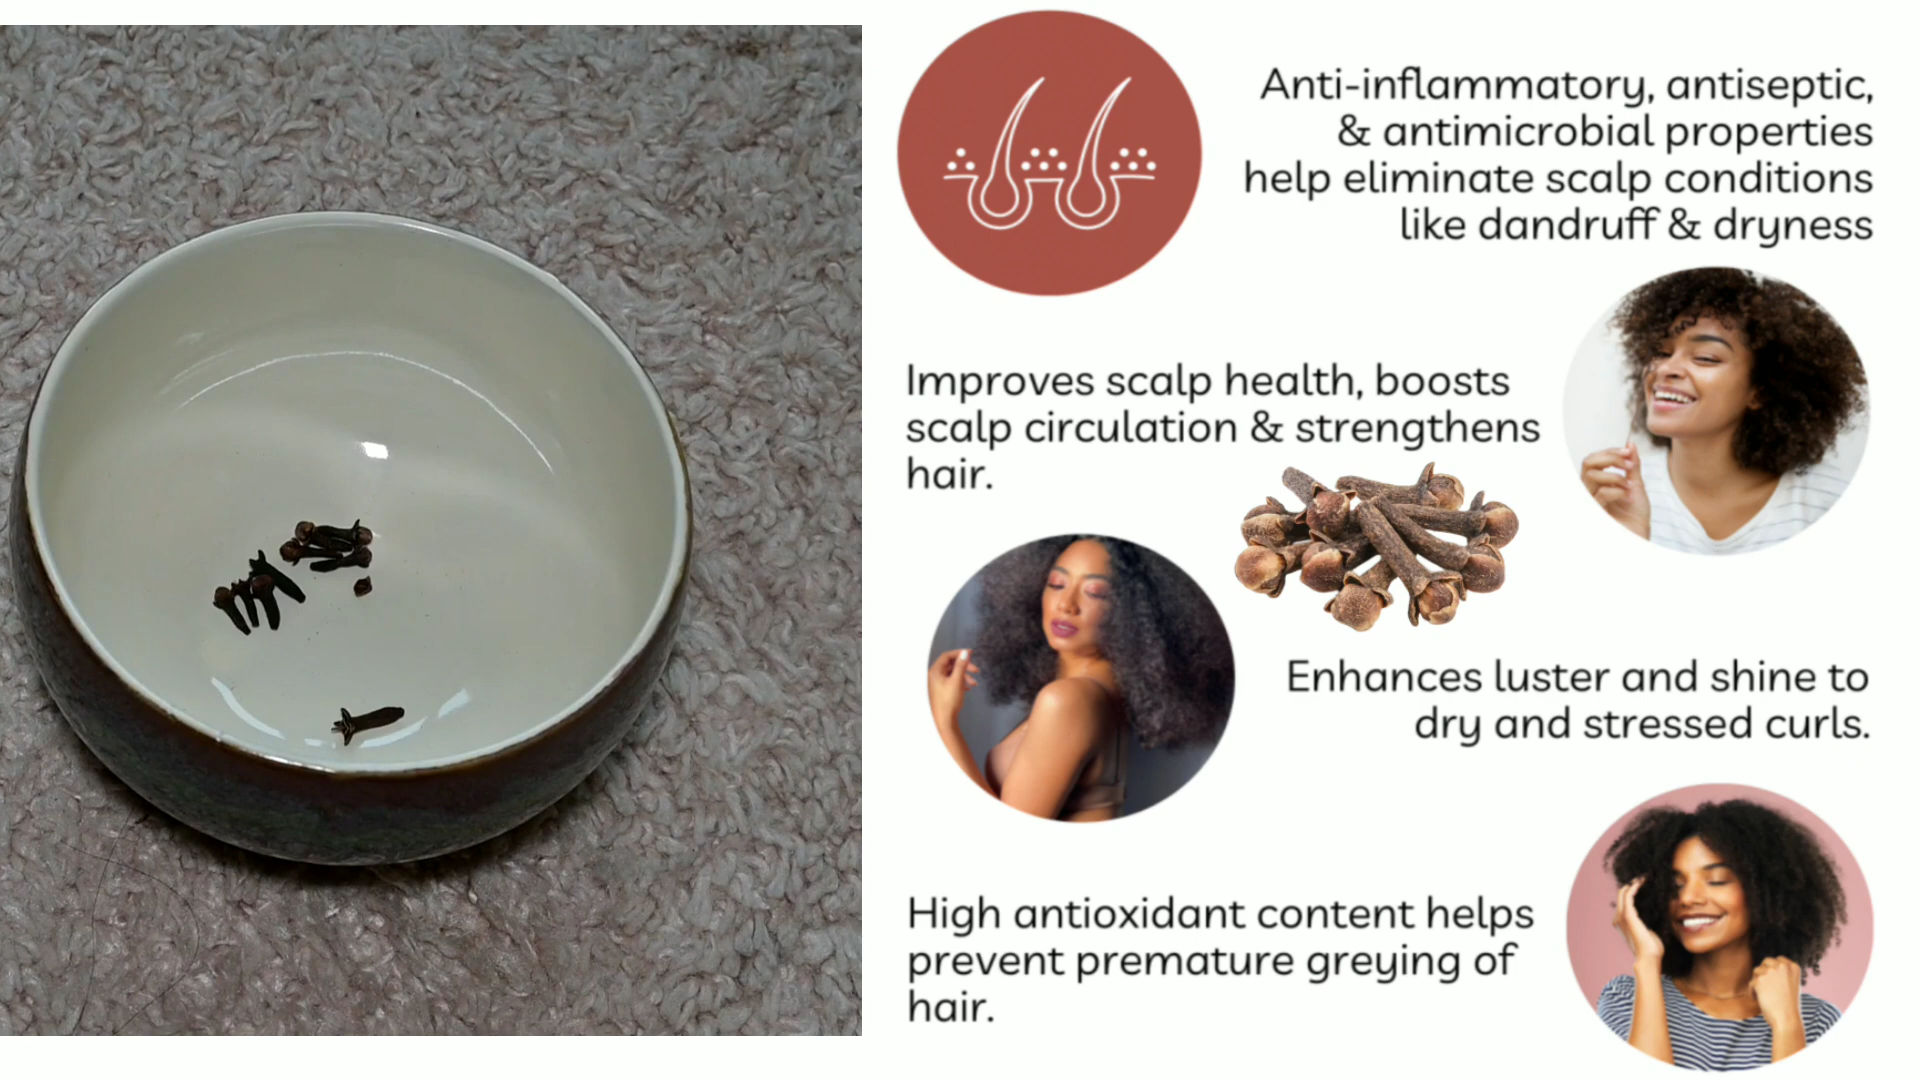 Anti-inflammatory, antiseptic,
& antimicrobial properties
help eliminate scalp conditions
like dandruff & dryness
Improves scalp health, boosts
scalp circulation & strengthens
hair.
Enhances luster and shine to
dry and stressed curls.
High antioxidant content helps
prevent premature greying of
hair.